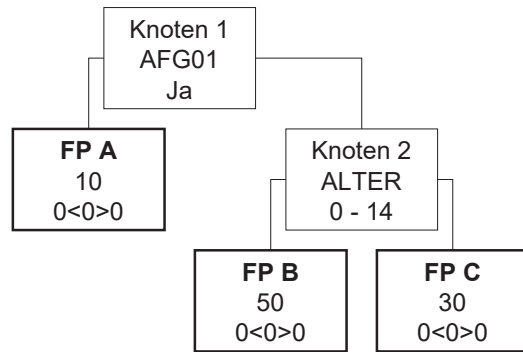 Knoten 1
AFG01
Ja
FP A
10
0<0>0
Knoten 2
ALTER
0 - 14
FP B
50
0<0>0
FP C
30
0<0>0